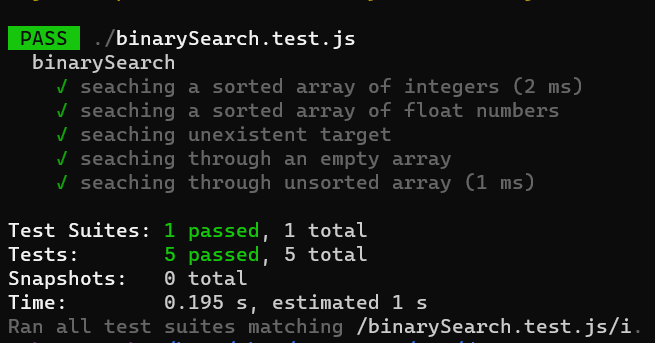 PASS ./binarySearch.test.js
binarySearch
✓ seaching a sorted array of integers (2 ms)
✓ seaching a sorted array of float numbers
✓ seaching unexistent target
✓ seaching through an empty array
✓ seaching through unsorted array (1 ms)
Test Suites: 1 passed, 1 total
Tests: 5 passed, 5 total
Snapshots: 0 total
Time: 0.195 s, estimated 1 s
Ran all test suites matching /binarySearch.test.js/i.